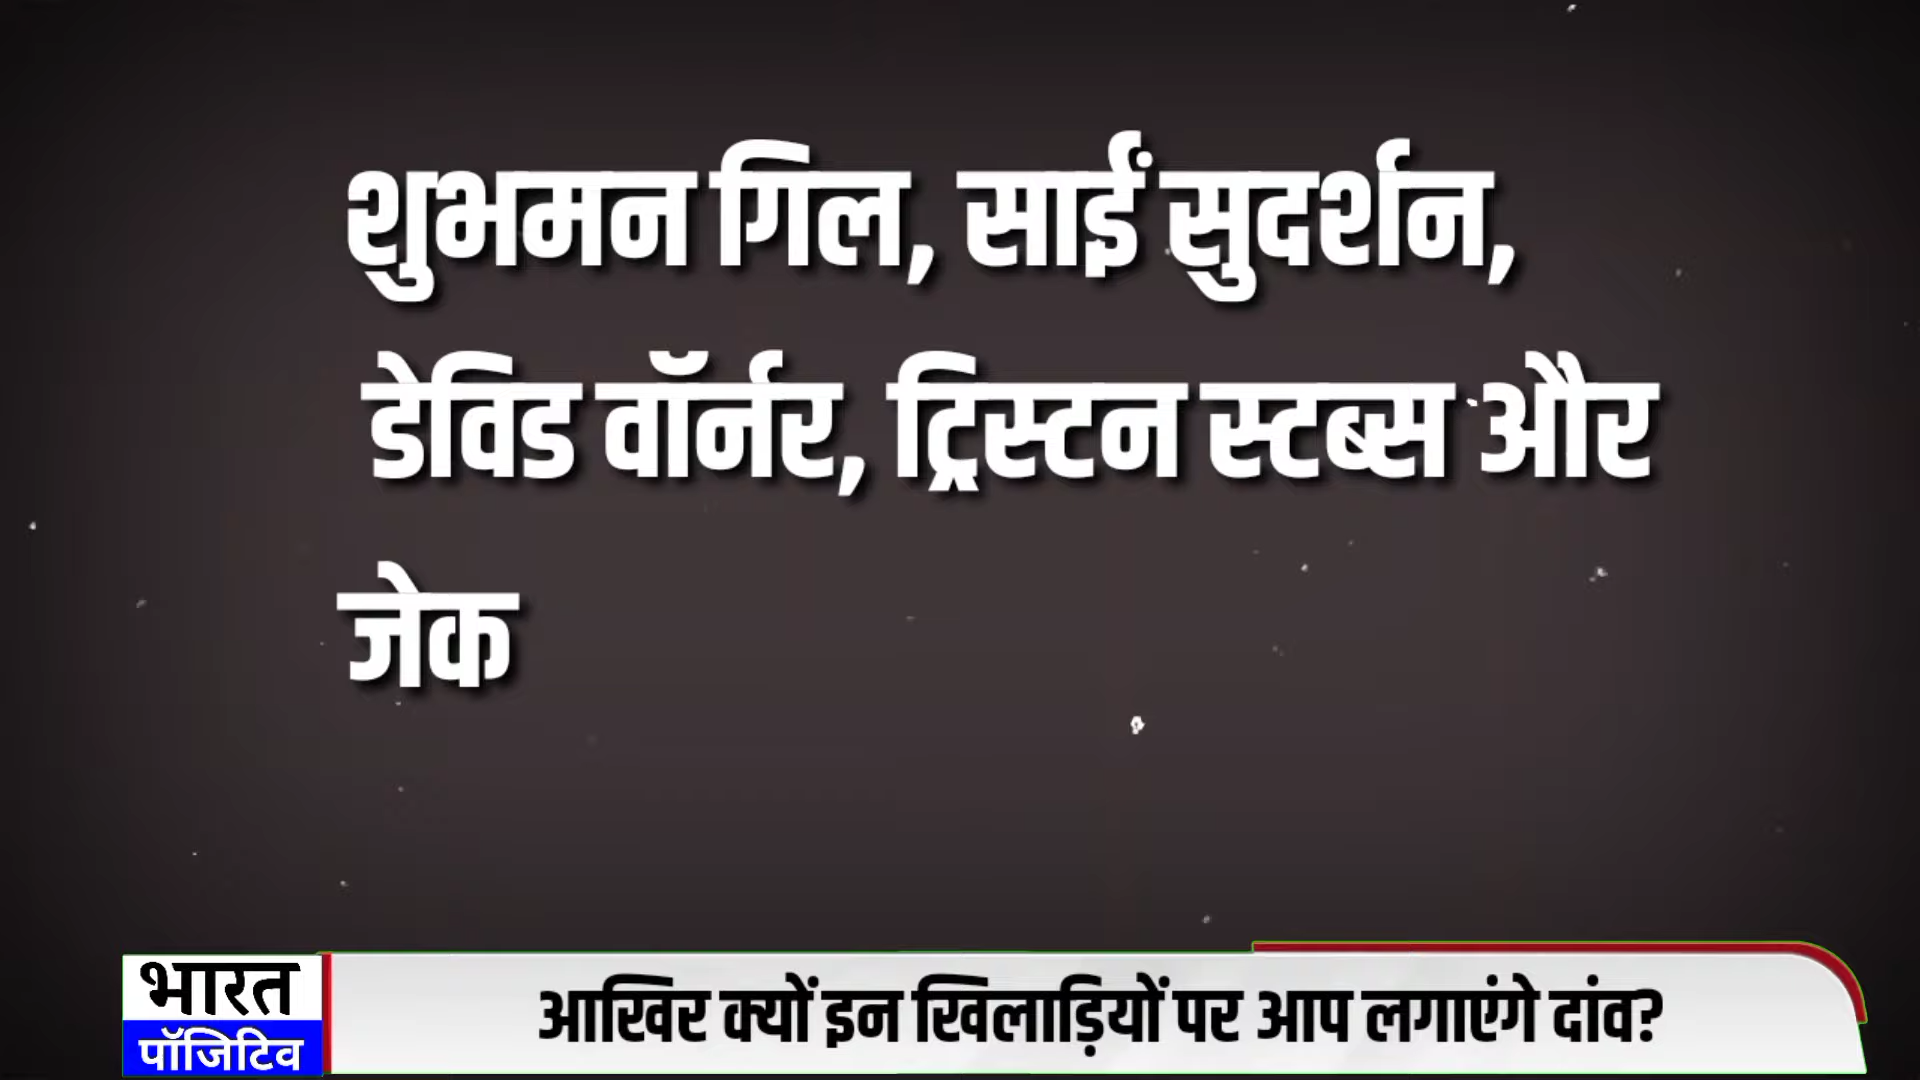 शुभमन गिल, साईं सुदर्शन,
डेविड वॉर्नर, ट्रिस्टन स्टब्स और
जेक
भारत
पॉजिटिव
आखिर क्यों इन खिलाड़ियों पर आप लगाएंगे दांव?